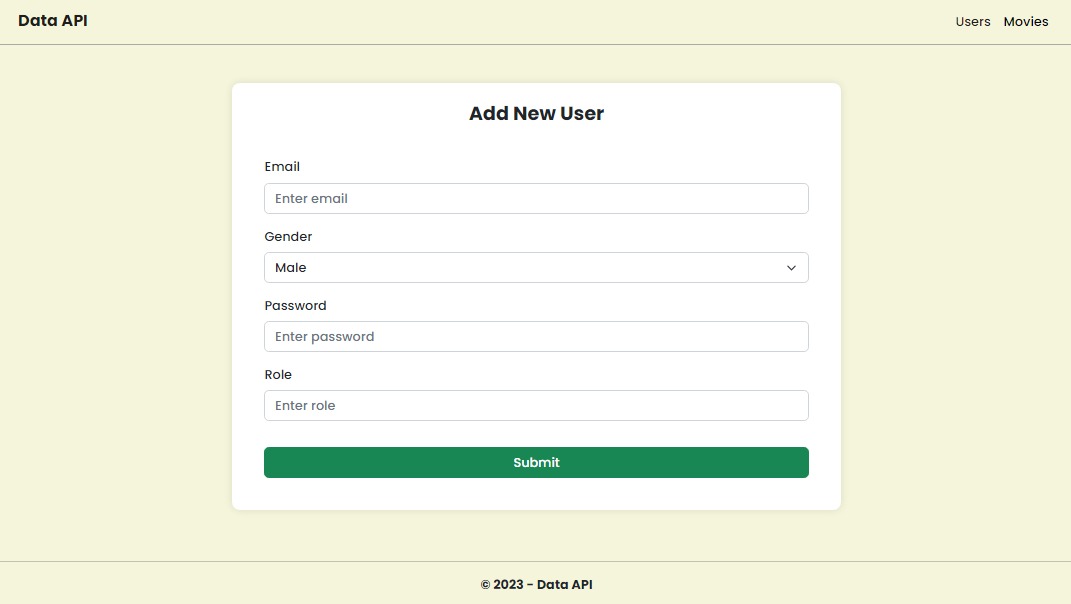 Data API
Users Movies
Add New User
Email
Enter email
Gender
Male
Password
Enter password
Role
Enter role
Submit
© 2023 - Data API